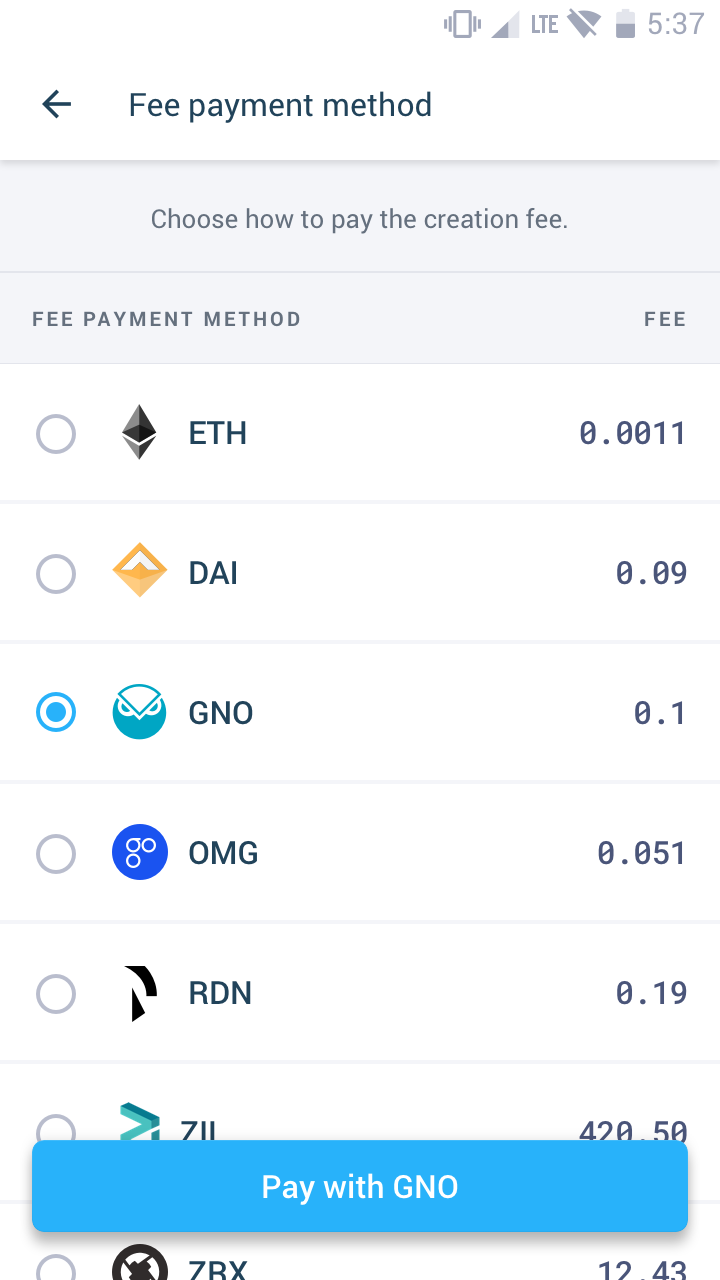 LTE 5:37
Fee payment method
Choose how to pay the creation fee.
FEE PAYMENT METHOD FEE
ETH 0.0011
DAI 0.09
GNO 0.1
OMG 0.051
RDN 0.19
ZIL 420.50
Pay with GNO
ZRX 12.43